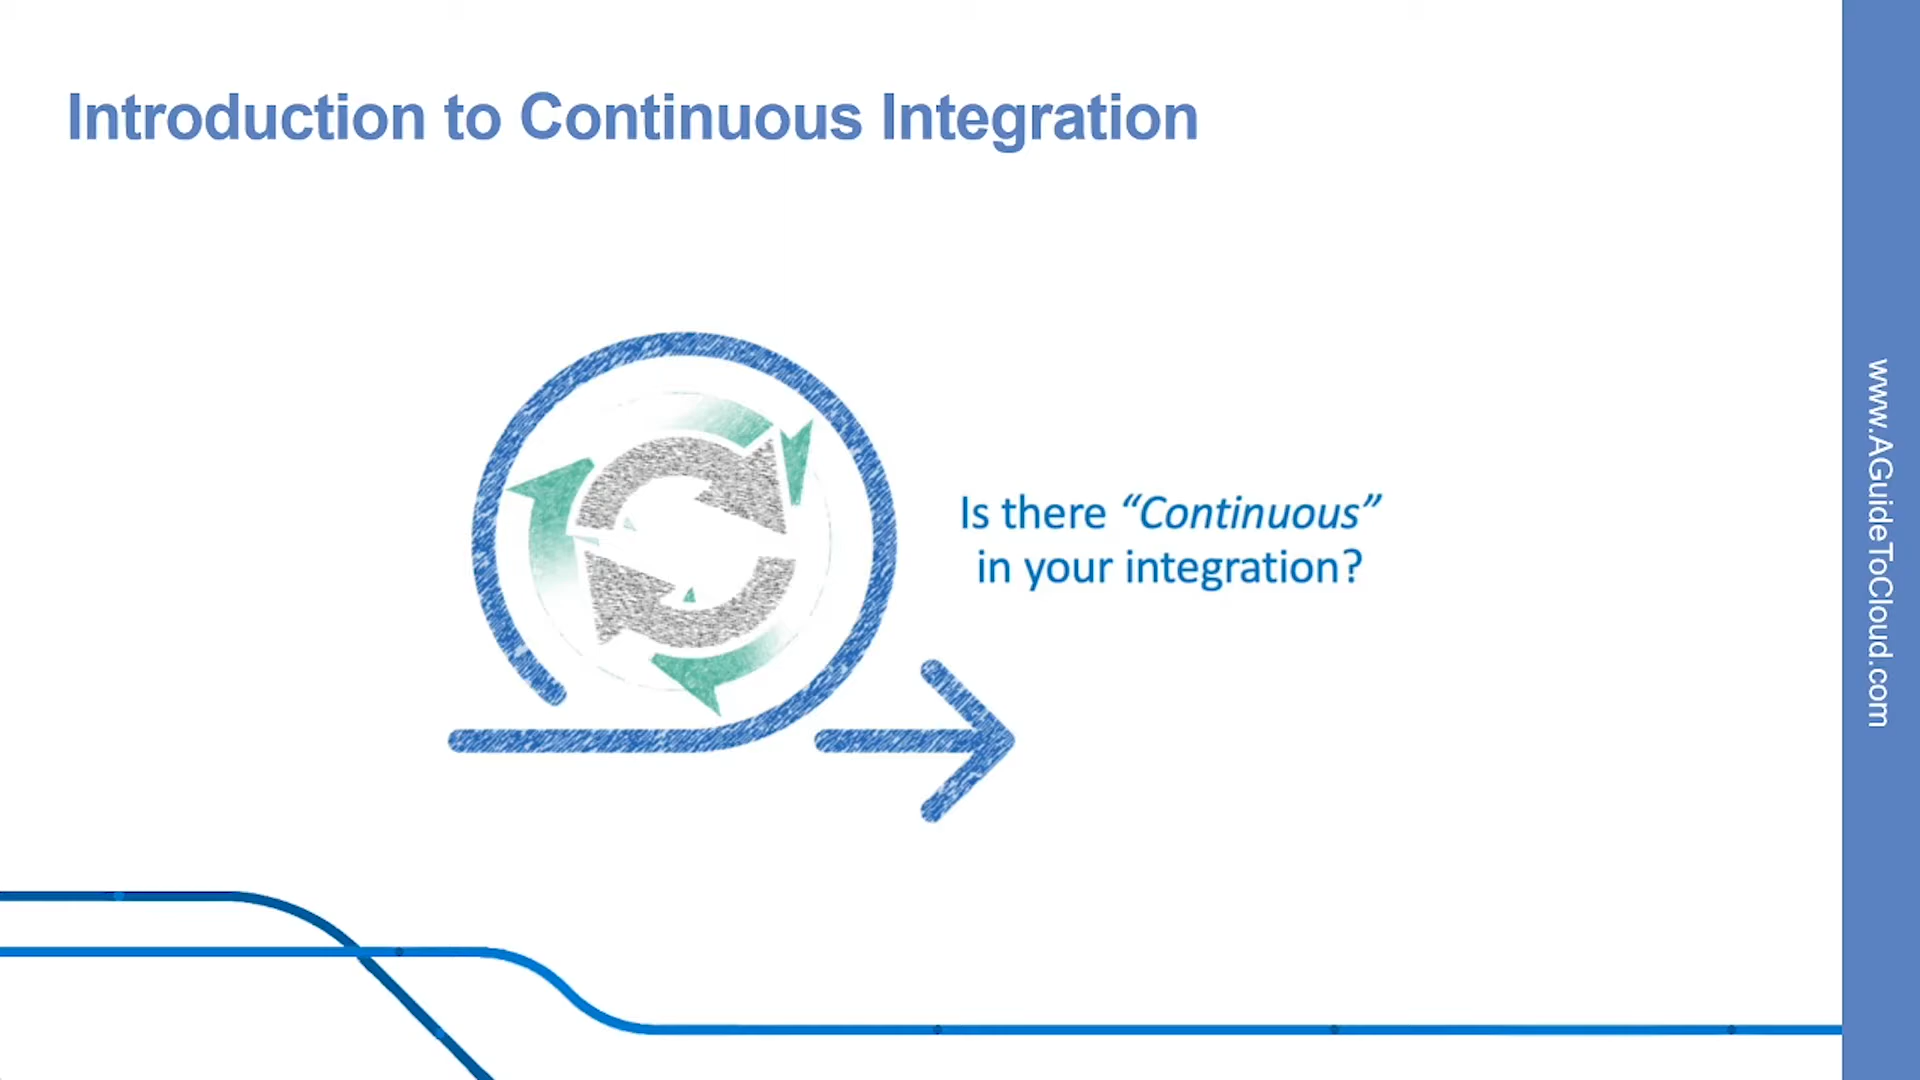 Introduction to Continuous Integration
Is there “Continuous”
in your integration?
www.AGuideToCloud.com